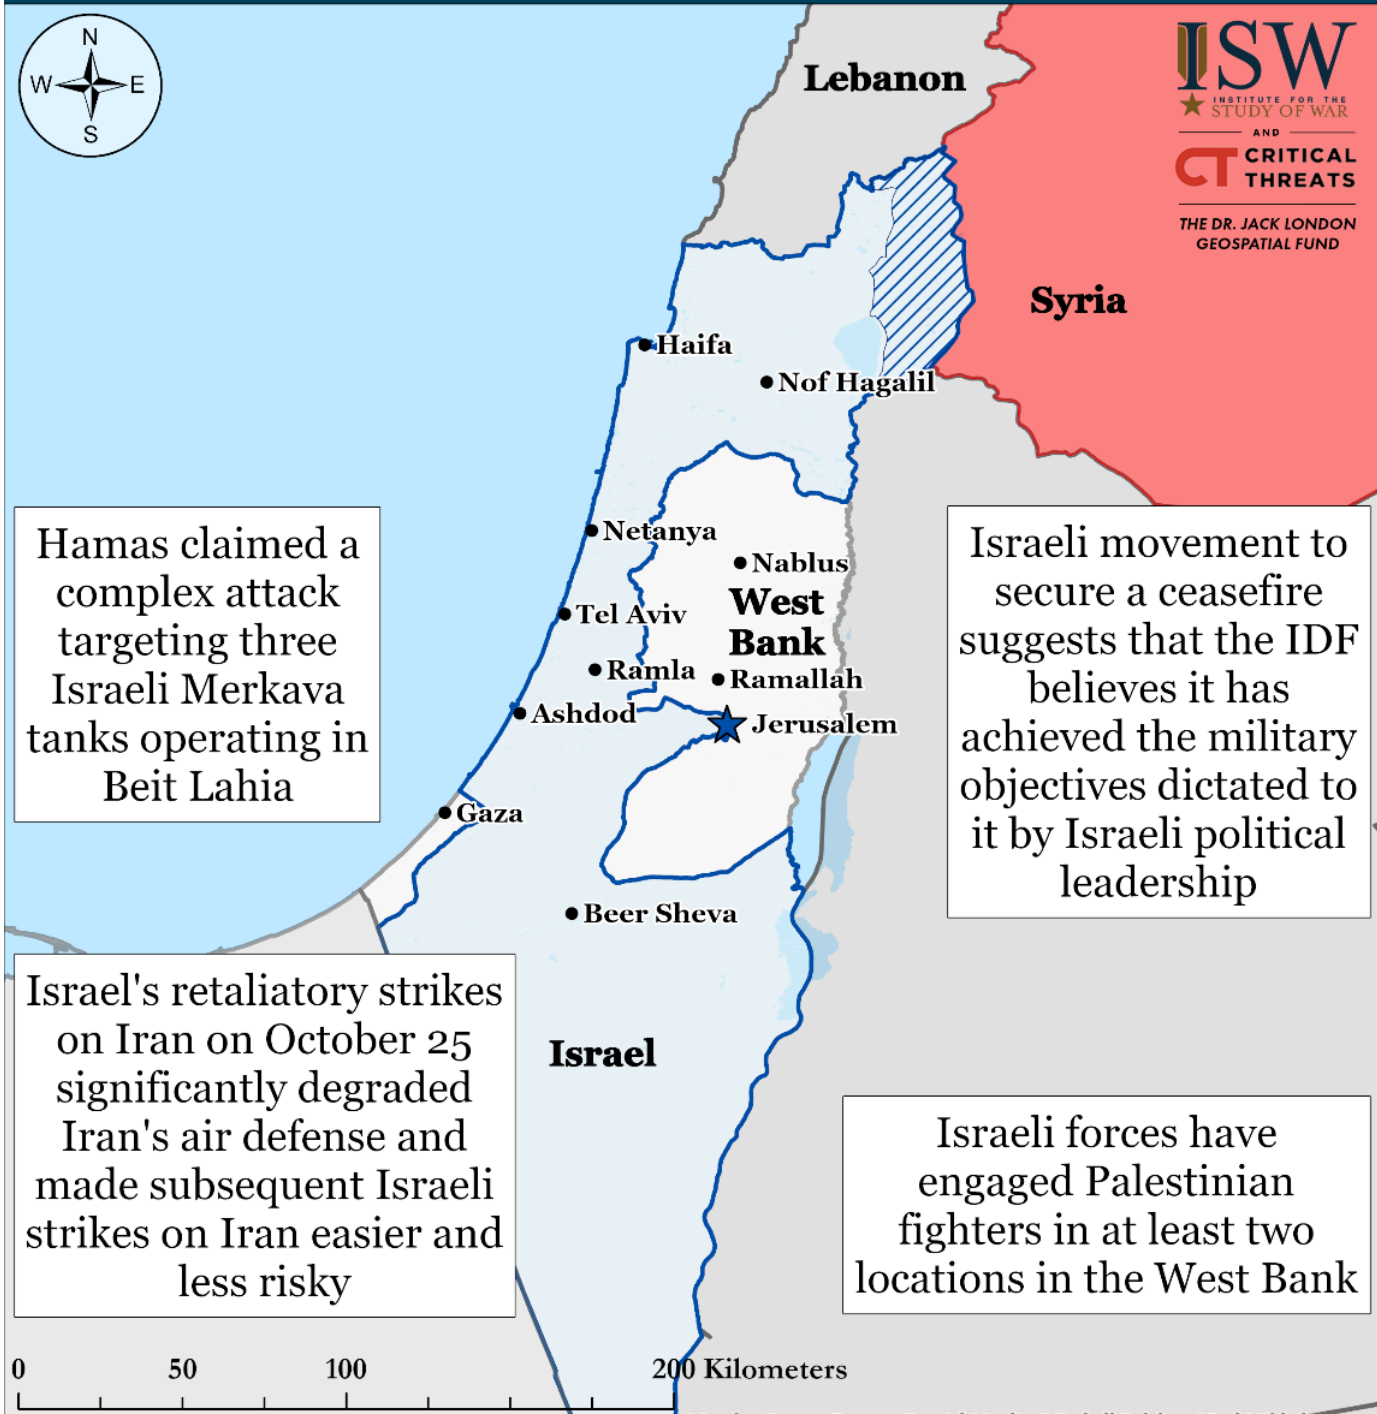 N
W
E
S
Lebanon
ISW
INSTITUTE FOR THE
STUDY OF WAR
AND
CT CRITICAL
THREATS
THE DR. JACK LONDON
GEOSPATIAL FUND
Syria
Haifa
Nof Hagalil
Hamas claimed a
complex attack
targeting three
Israeli Merkava
tanks operating in
Beit Lahia
Netanya
Nablus
West
Bank
Tel Aviv
Ramla
Ramallah
Ashdod
Jerusalem
Gaza
Beer Sheva
Israeli movement to
secure a ceasefire
suggests that the IDF
believes it has
achieved the military
objectives dictated to
it by Israeli political
leadership
Israel's retaliatory strikes
on Iran on October 25
significantly degraded
Iran's air defense and
made subsequent Israeli
strikes on Iran easier and
less risky
Israel
Israeli forces have
engaged Palestinian
fighters in at least two
locations in the West Bank
0 50 100 200 Kilometers